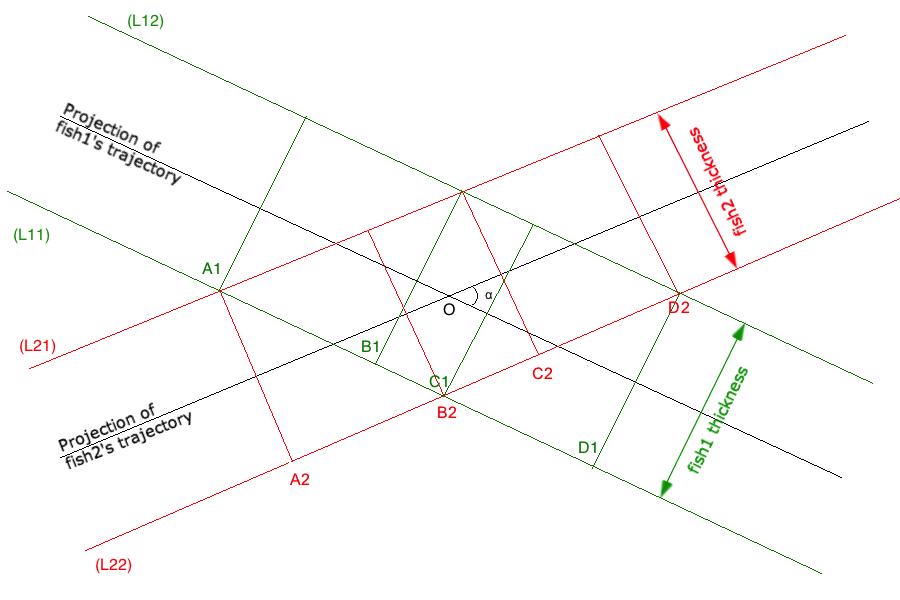 (L12)
Projection of
fish1's trajectory
fish2 thickness
(L11)
A1
α
O
D2
(L21)
B1
C2
C1
B2
Projection of
fish2's trajectory
fish1 thickness
D1
A2
(L22)